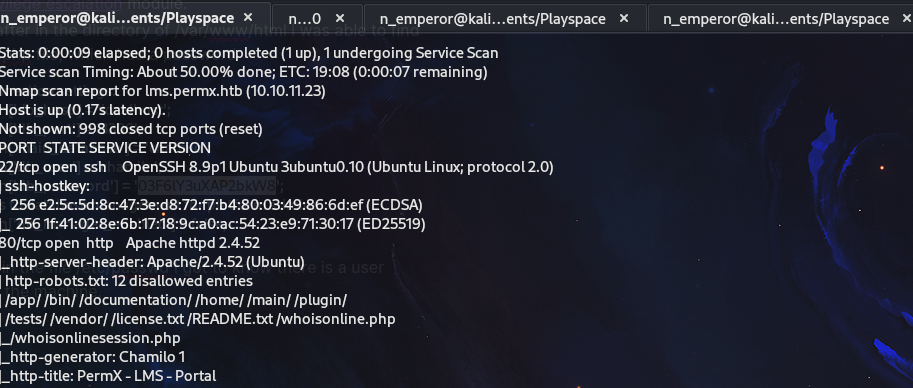 n_emperor@kali...ents/Playspace × n...0 × n_emperor@kali...ents/Playspace × n_emperor@kali...ents/Playspace ×
Stats: 0:00:09 elapsed; 0 hosts completed (1 up), 1 undergoing Service Scan
Service scan Timing: About 50.00% done; ETC: 19:08 (0:00:07 remaining)
Nmap scan report for lms.permx.htb (10.10.11.23)
Host is up (0.17s latency).
Not shown: 998 closed tcp ports (reset)
PORT STATE SERVICE VERSION
22/tcp open ssh OpenSSH 8.9p1 Ubuntu 3ubuntu0.10 (Ubuntu Linux; protocol 2.0)
| ssh-hostkey:
| 256 e2:5c:5d:8c:47:3e:d8:72:f7:b4:80:03:49:86:6d:ef (ECDSA)
|_ 256 1f:41:02:8e:6b:17:18:9c:a0:ac:54:23:e9:71:30:17 (ED25519)
80/tcp open http Apache httpd 2.4.52
|_http-server-header: Apache/2.4.52 (Ubuntu)
| http-robots.txt: 12 disallowed entries
| /app/ /bin/ /documentation/ /home/ /main/ /plugin/
| /tests/ /vendor/ /license.txt /README.txt /whoisonline.php
|_/whoisonlinesession.php
|_http-generator: Chamilo 1
|_http-title: PermX - LMS - Portal